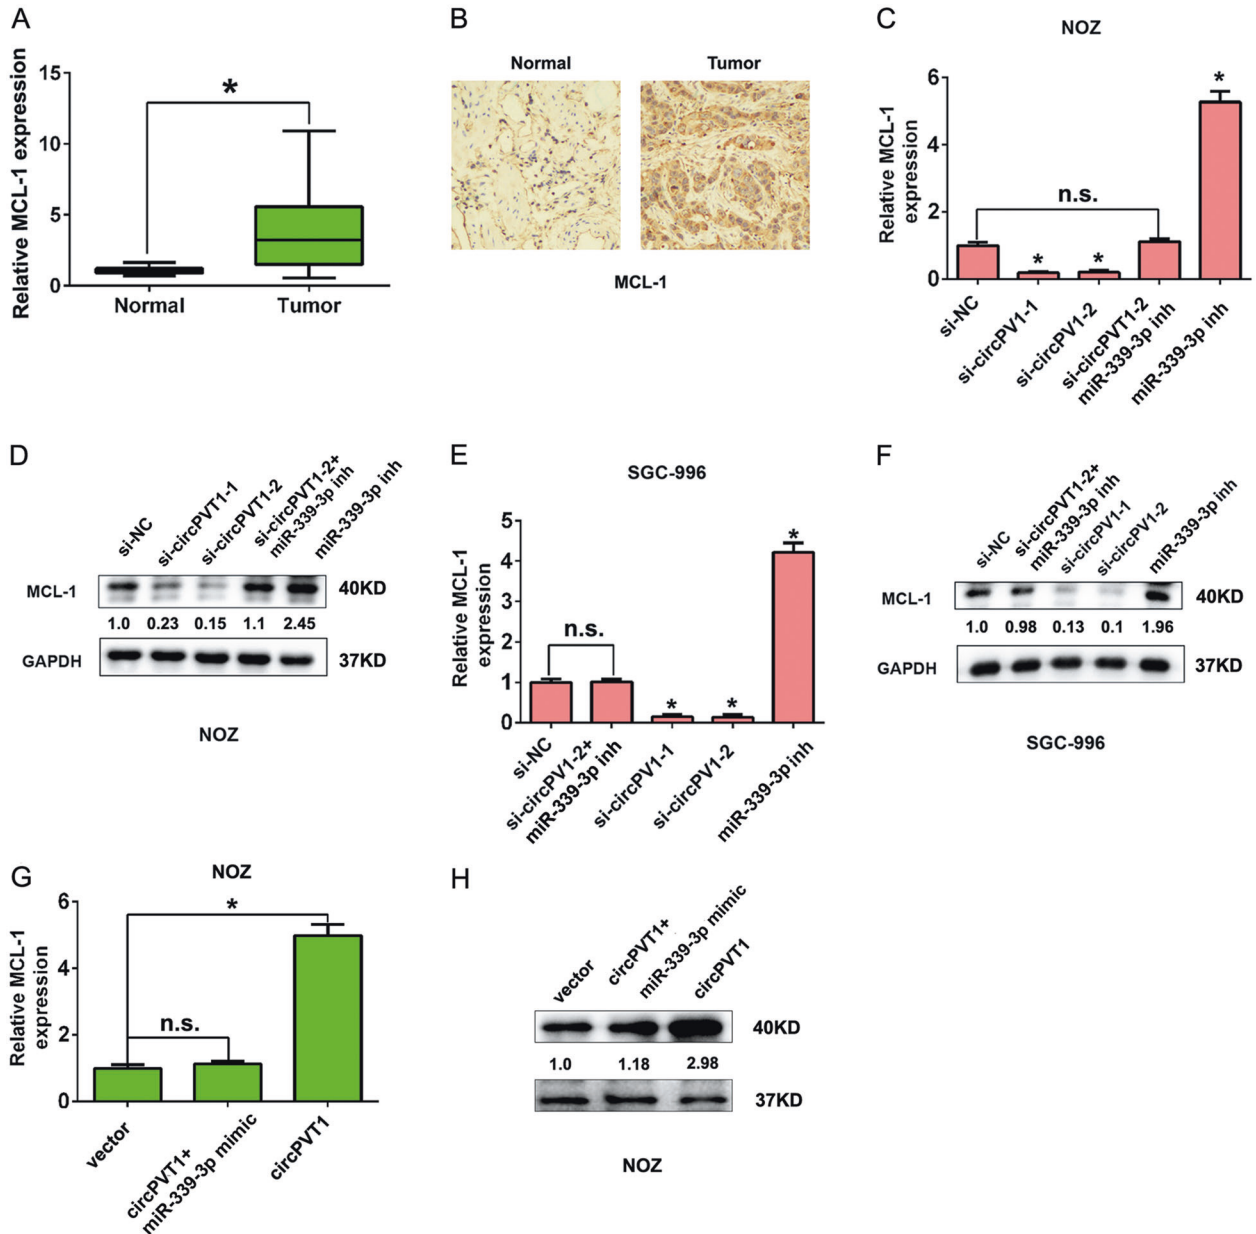 A
Relative MCL-1 expression
15
10
5
0
*
Normal
Tumor
B
Normal
Tumor
MCL-1
C
NOZ
Relative MCL-1
expression
6
4
2
0
n.s.
*
*
*
si-NC
si-circPV1-1
si-circPV1-2
si-circPVT1-2
miR-339-3p inh
miR-339-3p inh
D
si-NC
si-circPVT1-1
si-circPVT1-2
si-circPVT1-2+
miR-339-3p inh
miR-339-3p inh
MCL-1
40KD
1.0 0.23 0.15 1.1 2.45
GAPDH
37KD
NOZ
E
SGC-996
Relative MCL-1
expression
5
4
3
2
1
0
n.s.
*
*
*
si-NC
si-circPV1-2+
miR-339-3p inh
si-circPV1-1
si-circPV1-2
miR-339-3p inh
F
si-NC
si-circPVT1-2+
miR-339-3p inh
si-circPV1-1
si-circPV1-2
miR-339-3p inh
MCL-1
40KD
1.0 0.98 0.13 0.1 1.96
GAPDH
37KD
SGC-996
G
NOZ
Relative MCL-1
expression
6
4
2
0
*
n.s.
vector
circPVT1+
miR-339-3p mimic
circPVT1
H
vector
circPVT1+
miR-339-3p mimic
circPVT1
40KD
1.0 1.18 2.98
37KD
NOZ